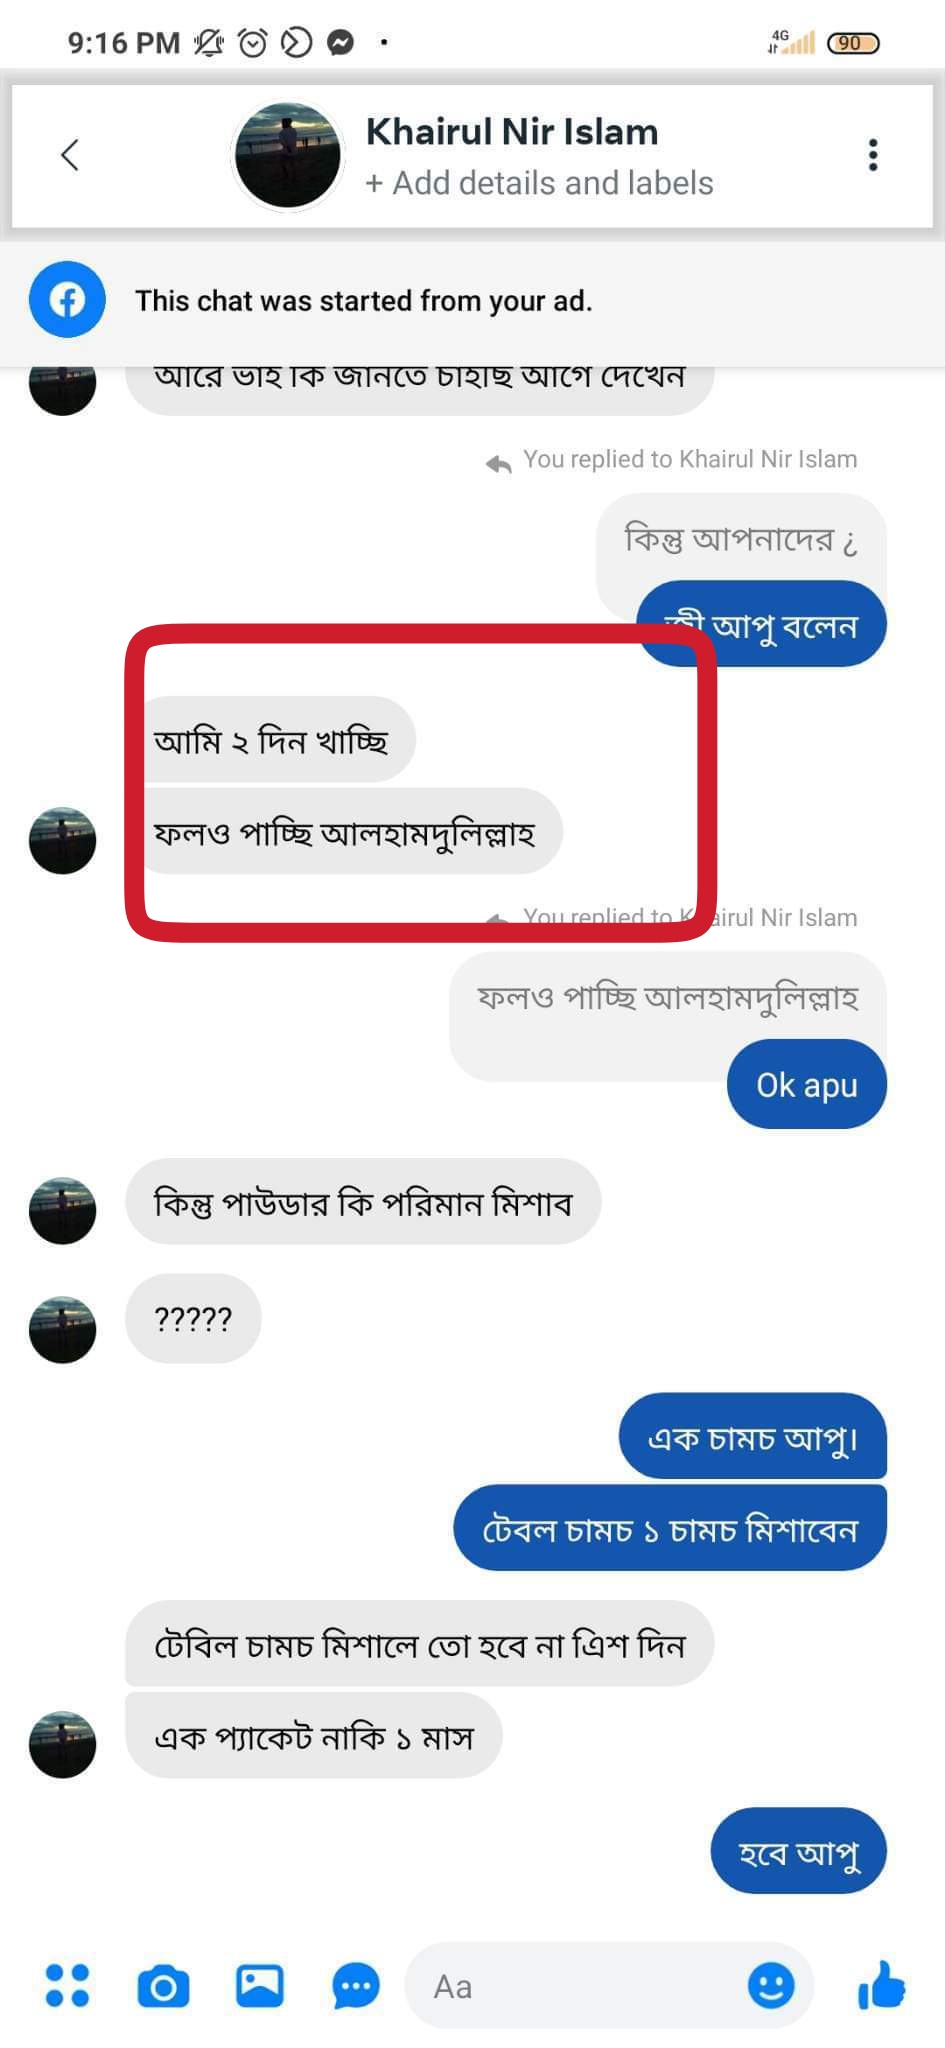 9:16 PM
4G
90
Khairul Nir Islam
+ Add details and labels
This chat was started from your ad.
আরে ভাই কি জানতে চাইছি আগে দেখেন
You replied to Khairul Nir Islam
কিন্তু আপনাদের ¿
জ্বী আপু বলেন
আমি ২ দিন খাচ্ছি
ফলও পাচ্ছি আলহামদুলিল্লাহ
You replied to Khairul Nir Islam
ফলও পাচ্ছি আলহামদুলিল্লাহ
Ok apu
কিন্তু পাউডার কি পরিমান মিশাব
?????
এক চামচ আপু।
টেবল চামচ ১ চামচ মিশাবেন
টেবিল চামচ মিশালে তো হবে না এিশ দিন
এক প্যাকেট নাকি ১ মাস
হবে আপু
Aa